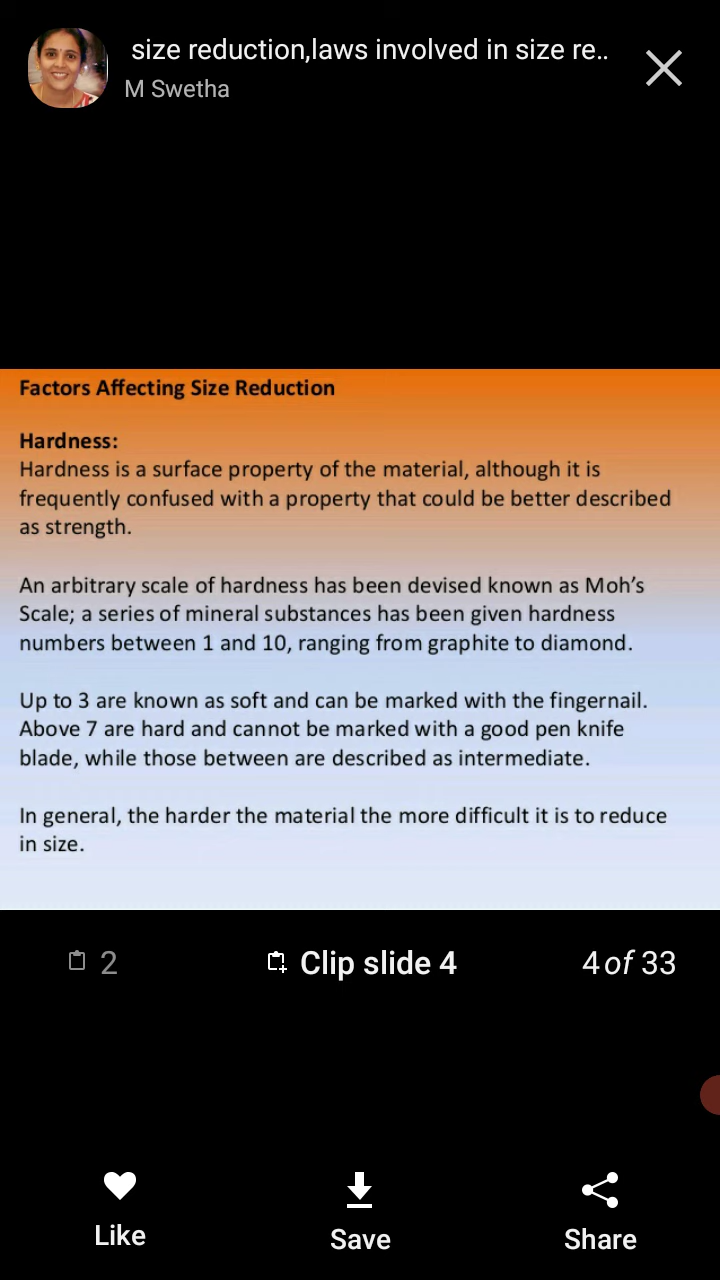 size reduction,laws involved in size re..
M Swetha
Factors Affecting Size Reduction
Hardness:
Hardness is a surface property of the material, although it is
frequently confused with a property that could be better described
as strength.
An arbitrary scale of hardness has been devised known as Moh's
Scale; a series of mineral substances has been given hardness
numbers between 1 and 10, ranging from graphite to diamond.
Up to 3 are known as soft and can be marked with the fingernail.
Above 7 are hard and cannot be marked with a good pen knife
blade, while those between are described as intermediate.
In general, the harder the material the more difficult it is to reduce
in size.
2 Clip slide 4 4 of 33
Like Save Share